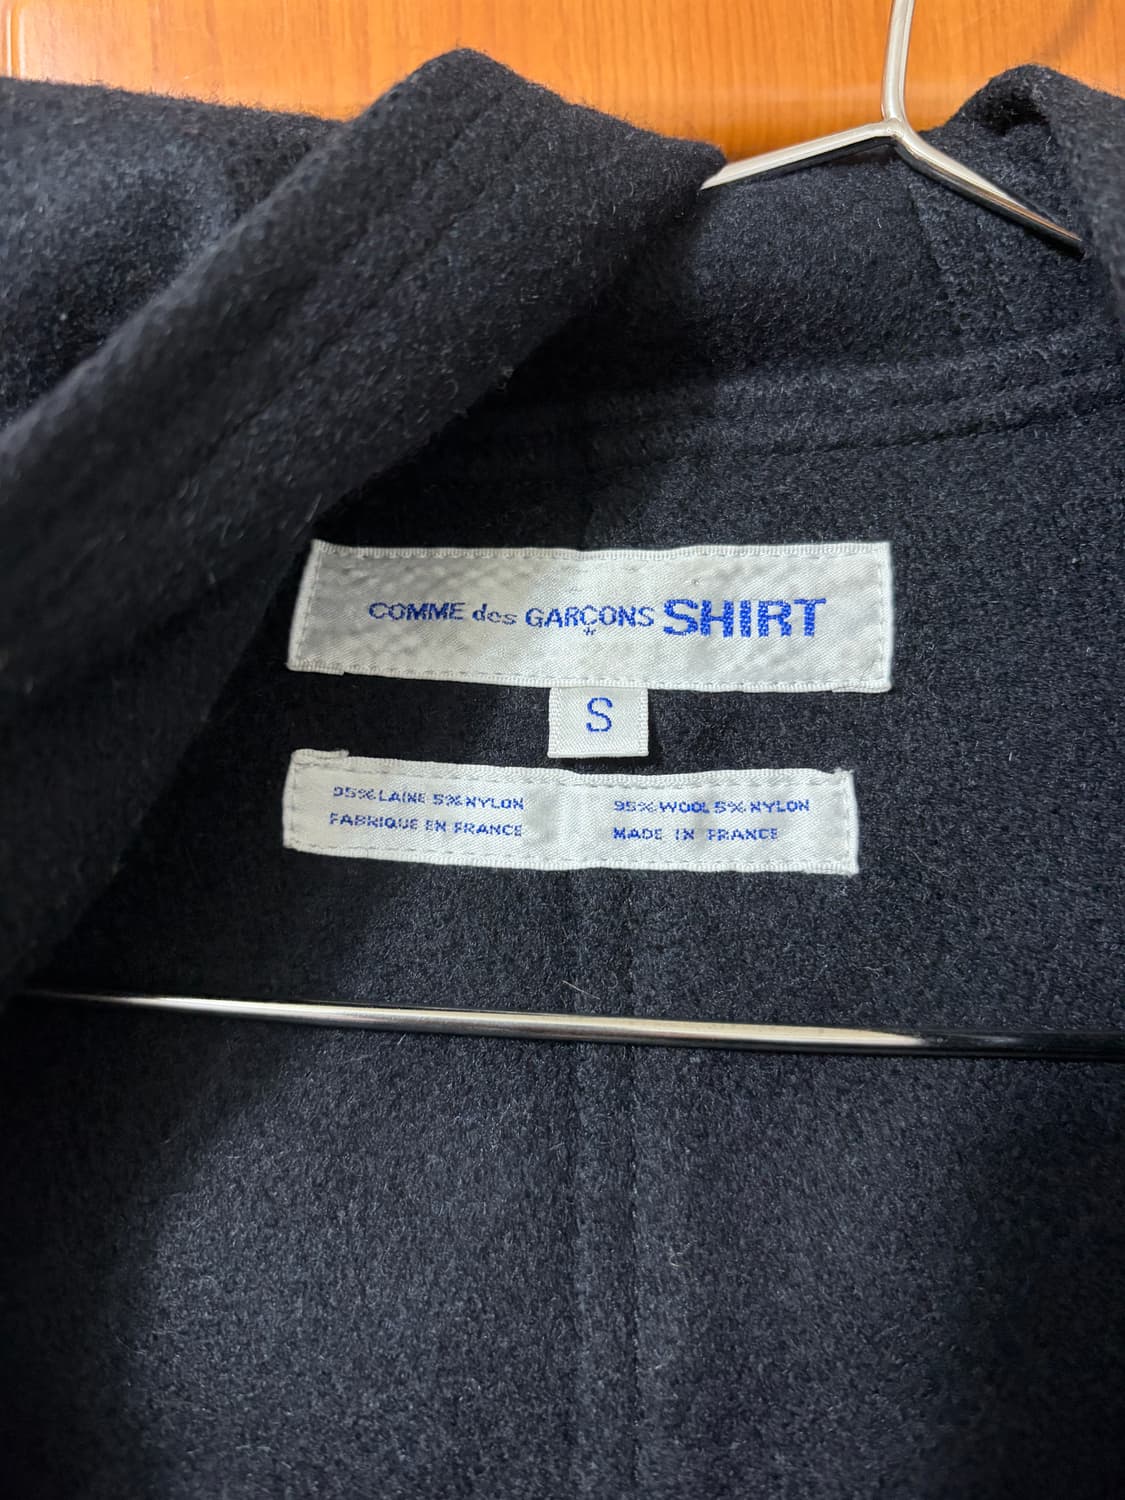 COMME des GARÇONS SHIRT
*
S
95% LAINE 5% NYLON
FABRIQUE EN FRANCE
95% WOOL 5% NYLON
MADE IN FRANCE